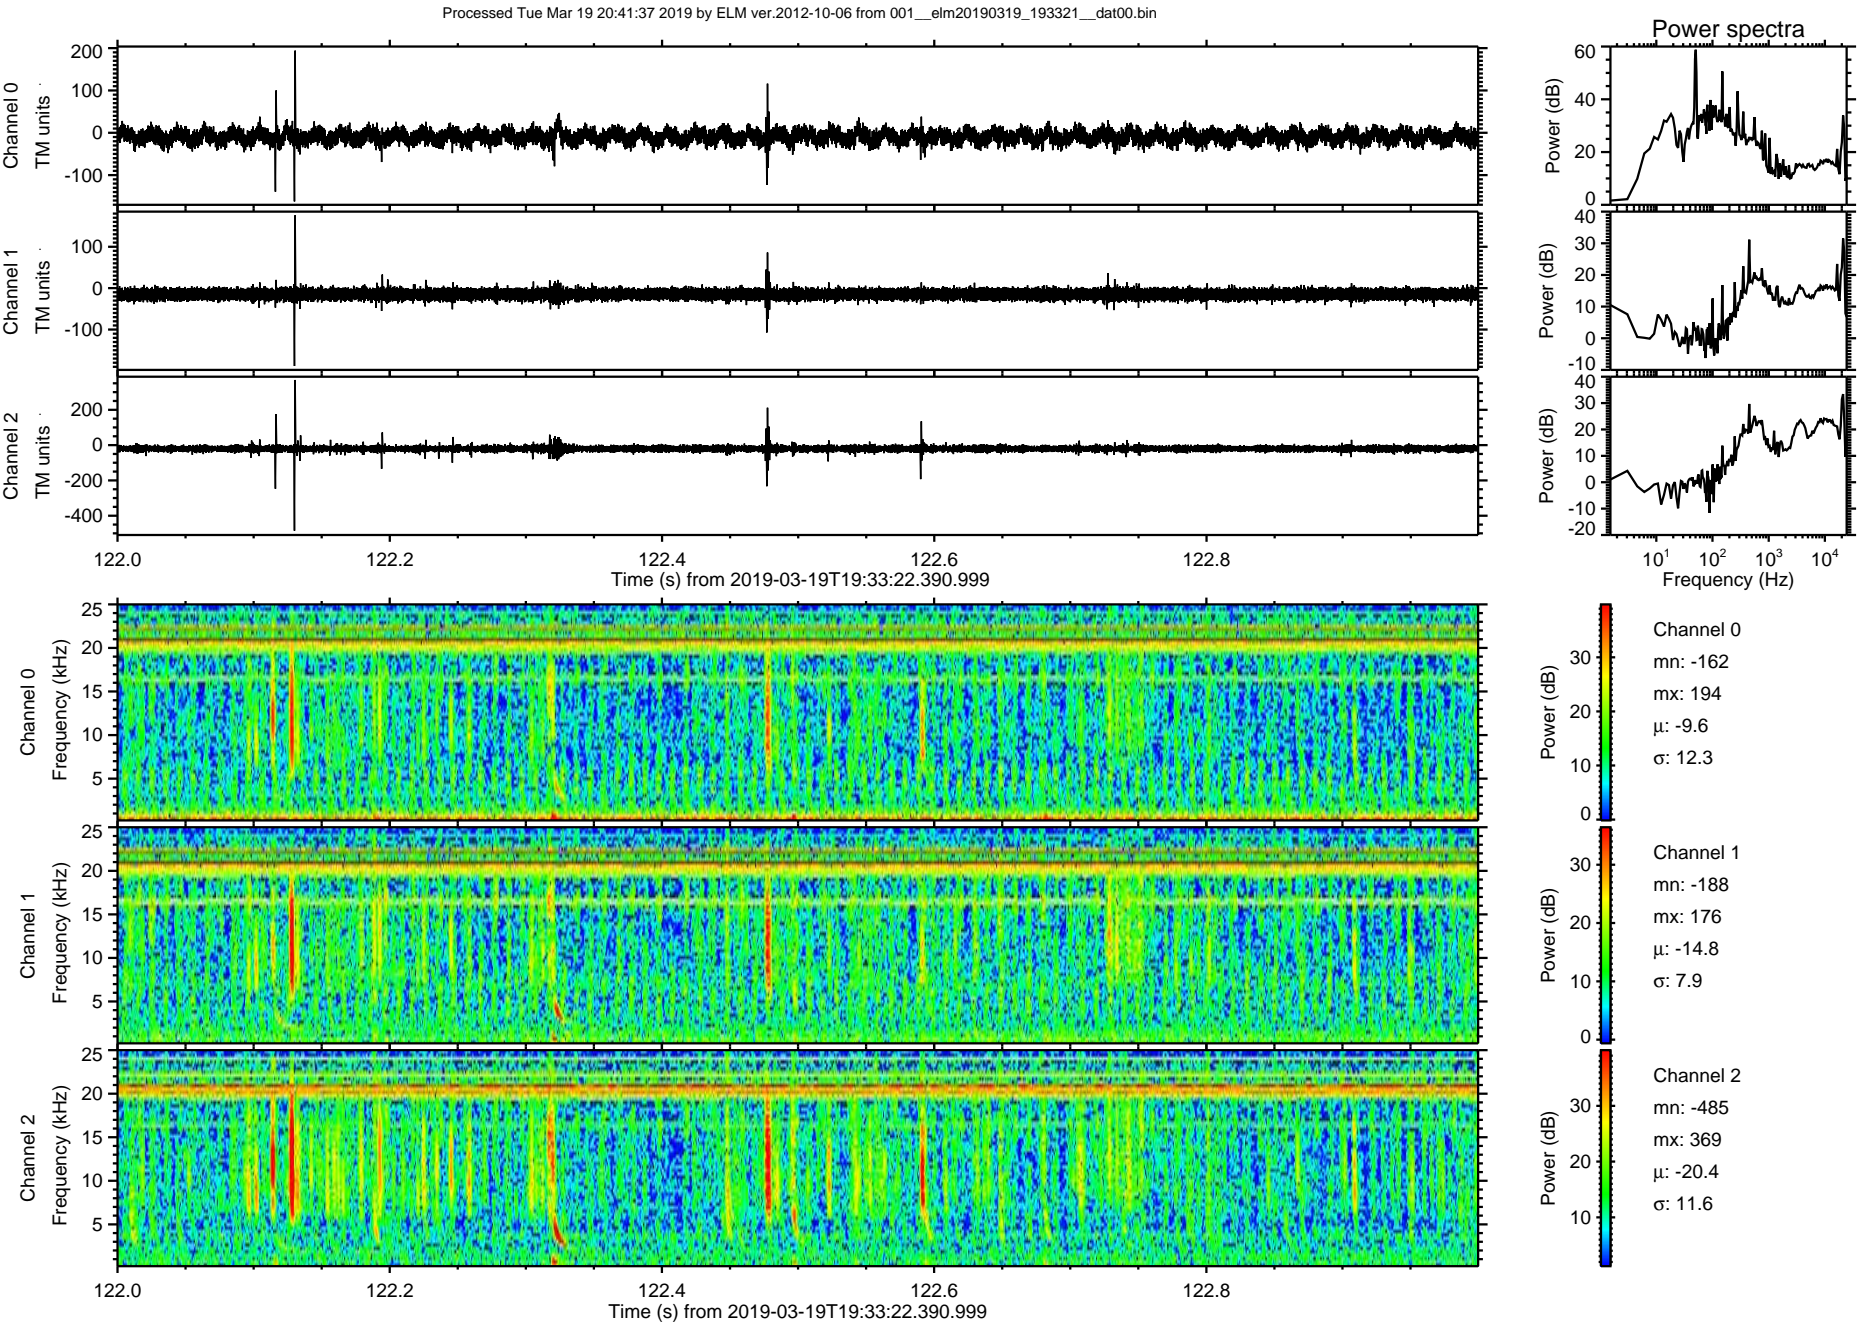 Processed Tue Mar 19 20:41:37 2019 by ELM ver.2012-10-06 from 001__elm20190319_193321__dat00.bin
Power spectra
Channel 0
TM units
200
100
0
-100
Power (dB)
60
40
20
0
Channel 1
TM units
100
0
-100
Power (dB)
40
30
20
10
0
-10
Channel 2
TM units
200
0
-200
-400
Power (dB)
40
30
20
10
0
-10
-20
122.0 122.2 122.4 122.6 122.8
Time (s) from 2019-03-19T19:33:22.390.999
10^1 10^2 10^3 10^4
Frequency (Hz)
Channel 0
Frequency (kHz)
25
20
15
10
5
Power (dB)
30
20
10
0
Channel 0
mn: -162
mx: 194
μ: -9.6
σ: 12.3
Channel 1
Frequency (kHz)
25
20
15
10
5
Power (dB)
30
20
10
0
Channel 1
mn: -188
mx: 176
μ: -14.8
σ: 7.9
Channel 2
Frequency (kHz)
25
20
15
10
5
Power (dB)
30
20
10
Channel 2
mn: -485
mx: 369
μ: -20.4
σ: 11.6
122.0 122.2 122.4 122.6 122.8
Time (s) from 2019-03-19T19:33:22.390.999